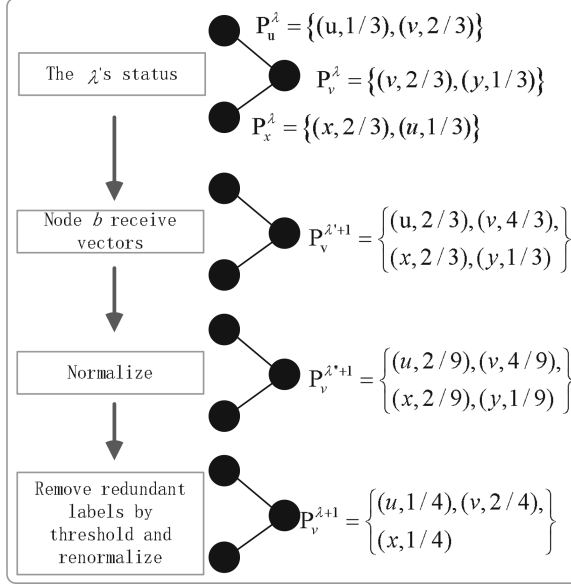 P_u^λ = {(u,1/3),(v,2/3)}
The λ's status
P_v^λ = {(v,2/3),(y,1/3)}
P_x^λ = {(x,2/3),(u,1/3)}
Node b receive
vectors
P_v^{λ'+1} = {(u,2/3),(v,4/3),
(x,2/3),(y,1/3)}
Normalize
P_v^{λ"+1} = {(u,2/9),(v,4/9),
(x,2/9),(y,1/9)}
Remove redundant
labels by
threshold and
renormalize
P_v^{λ+1} = {(u,1/4),(v,2/4),
(x,1/4)}